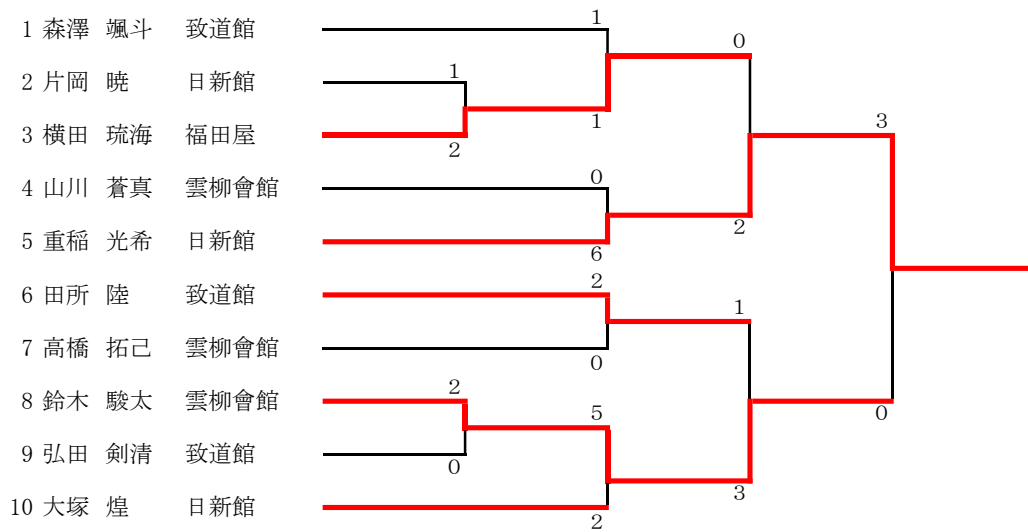 1
1 森澤 颯斗 致道館
0
1
2 片岡 暁 日新館
1
3
3 横田 琉海 福田屋
2
0
4 山川 蒼真 雲柳會館
2
5 重稲 光希 日新館
6
2
6 田所 陸 致道館
1
7 高橋 拓己 雲柳會館
0
2
8 鈴木 駿太 雲柳會館
5
0
9 弘田 剣清 致道館
0
3
10 大塚 煌 日新館
2